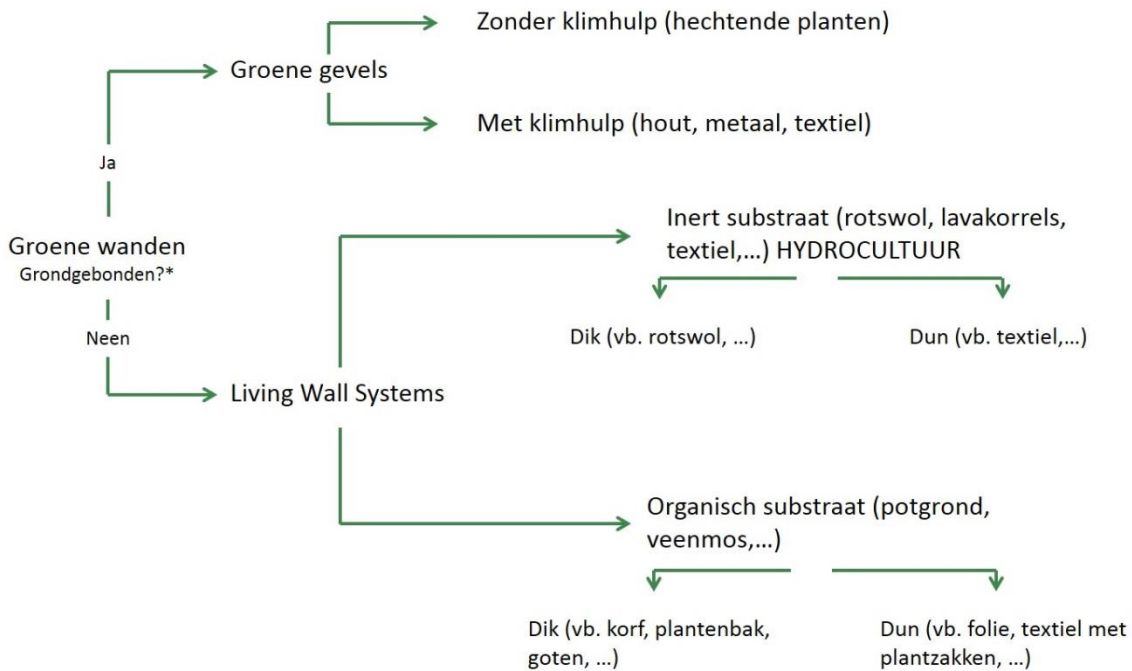 Zonder klimhulp (hechtende planten)
Groene gevels
Met klimhulp (hout, metaal, textiel)
Ja
Groene wanden
Grondgebonden?*
Neen
Inert substraat (rotswol, lavakorrels,
textiel,...) HYDROCULTUUR
Dik (vb. rotswol, ...)
Dun (vb. textiel,...)
Living Wall Systems
Organisch substraat (potgrond,
veenmos,...)
Dik (vb. korf, plantenbak,
goten, ...)
Dun (vb. folie, textiel met
plantzakken, ...)